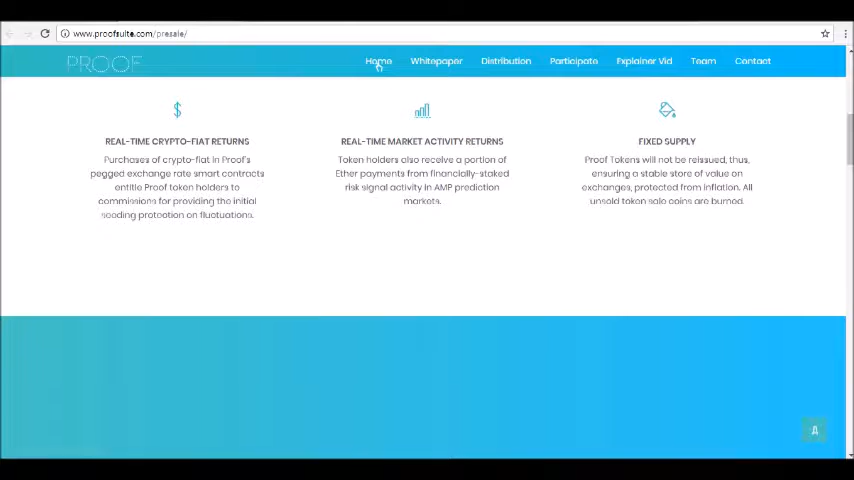 www.proofsuite.com/presale/
PROOF
Home Whitepaper Distribution Participate Explainer Vid Team Contact
REAL-TIME CRYPTO-FIAT RETURNS
Purchases of crypto-fiat in Proof's
pegged exchange rate smart contracts
entitle Proof token holders to
commissions for providing the initial
seeding protection on fluctuations.
REAL-TIME MARKET ACTIVITY RETURNS
Token holders also receive a portion of
Ether payments from financially-staked
risk signal activity in AMP prediction
markets.
FIXED SUPPLY
Proof Tokens will not be reissued, thus,
ensuring a stable store of value on
exchanges, protected from inflation. All
unsold token sale coins are burned.